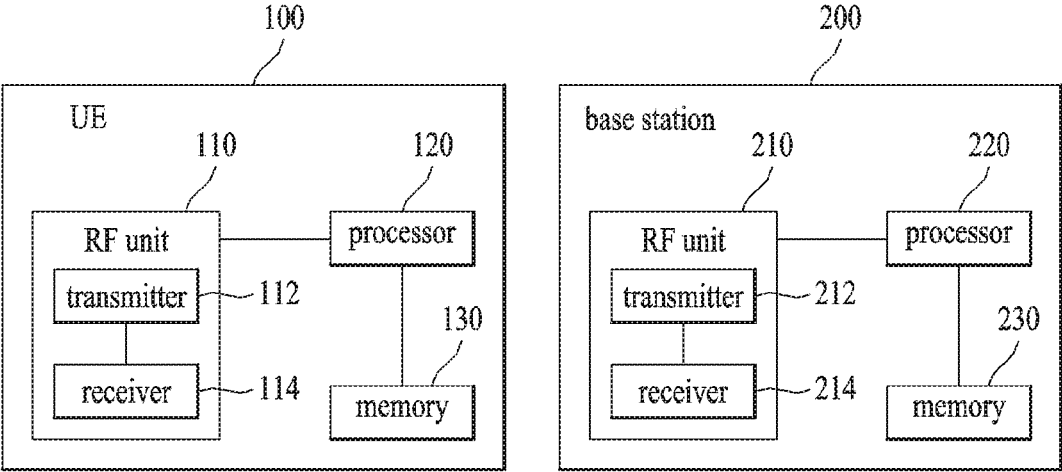 100
UE
110
120
RF unit
processor
transmitter
112
130
receiver
114
memory
200
base station
210
220
RF unit
processor
transmitter
212
230
receiver
214
memory